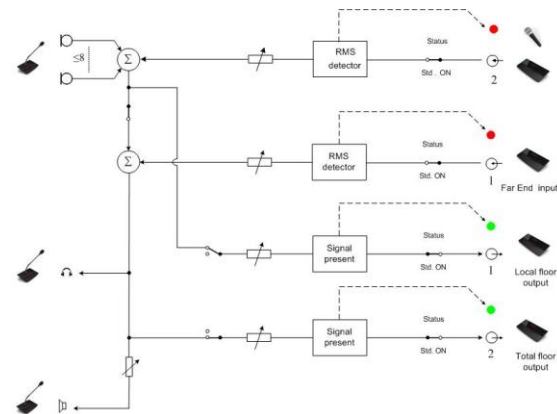 ≤8
Σ
RMS
detector
Status
Std . ON
2
Σ
RMS
detector
Status
Std. ON
1
Far End input
Signal
present
Status
Std. ON
1
Local floor
output
Signal
present
Status
Std. ON
2
Total floor
output